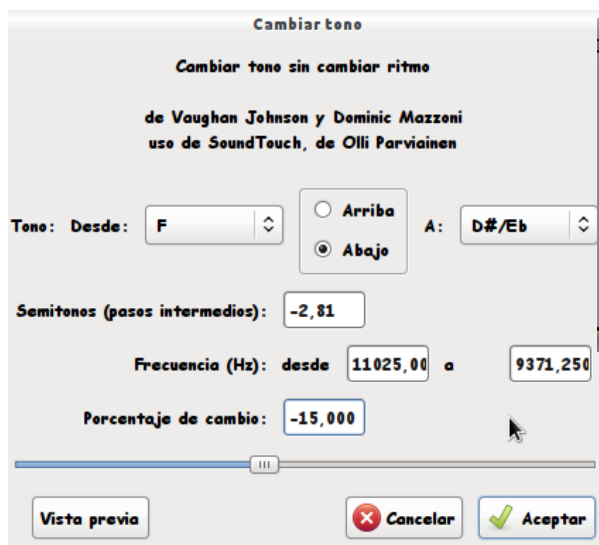 Cambiar tono
Cambiar tono sin cambiar ritmo
de Vaughan Johnson y Dominic Mazzoni
uso de SoundTouch, de Olli Parviainen
Tono: Desde: F Arriba Abajo A: D#/Eb
Semitonos (pasos intermedios): -2,81
Frecuencia (Hz): desde 11025,00 a 9371,250
Porcentaje de cambio: -15,000
Vista previa Cancelar Aceptar